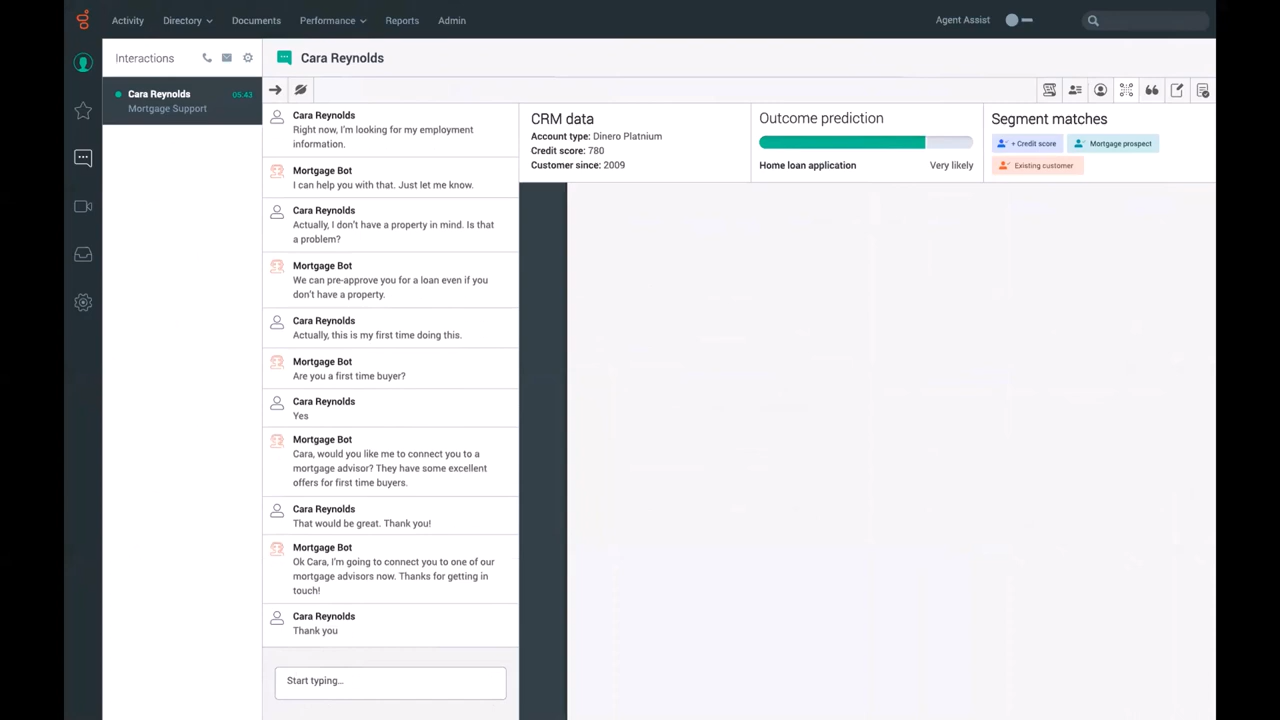 Activity
Directory
Documents
Performance
Reports
Admin
Agent Assist
Interactions
Cara Reynolds
05.43
Mortgage Support
Cara Reynolds
Cara Reynolds
Right now, I'm looking for my employment
information.
Mortgage Bot
I can help you with that. Just let me know.
Cara Reynolds
Actually, I don't have a property in mind. Is that
a problem?
Mortgage Bot
We can pre-approve you for a loan even if you
don't have a property.
Cara Reynolds
Actually, this is my first time doing this.
Mortgage Bot
Are you a first time buyer?
Cara Reynolds
Yes
Mortgage Bot
Cara, would you like me to connect you to a
mortgage advisor? They have some excellent
offers for first time buyers.
Cara Reynolds
That would be great. Thank you!
Mortgage Bot
Ok Cara, I'm going to connect you to one of our
mortgage advisors now. Thanks for getting in
touch!
Cara Reynolds
Thank you
Start typing...
CRM data
Account type: Dinero Platnium
Credit score: 780
Customer since: 2009
Outcome prediction
Home loan application Very likely
Segment matches
+ Credit score
Mortgage prospect
Existing customer